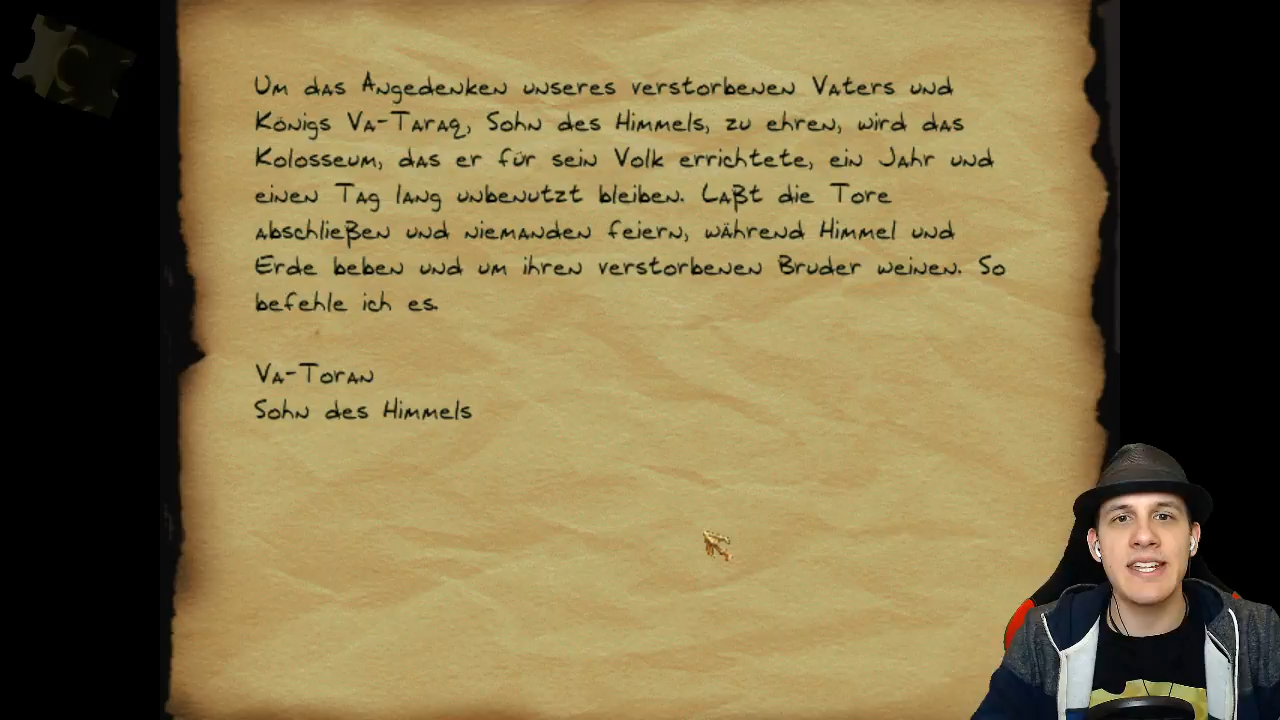 Um das Angedenken unseres verstorbenen Vaters und
Königs Va-Taraq, Sohn des Himmels, zu ehren, wird das
Kolosseum, das er für sein Volk errichtete, ein Jahr und
einen Tag lang unbenutzt bleiben. Laßt die Tore
abschließen und niemanden feiern, während Himmel und
Erde beben und um ihren verstorbenen Bruder weinen. So
befehle ich es.
Va-Toran
Sohn des Himmels